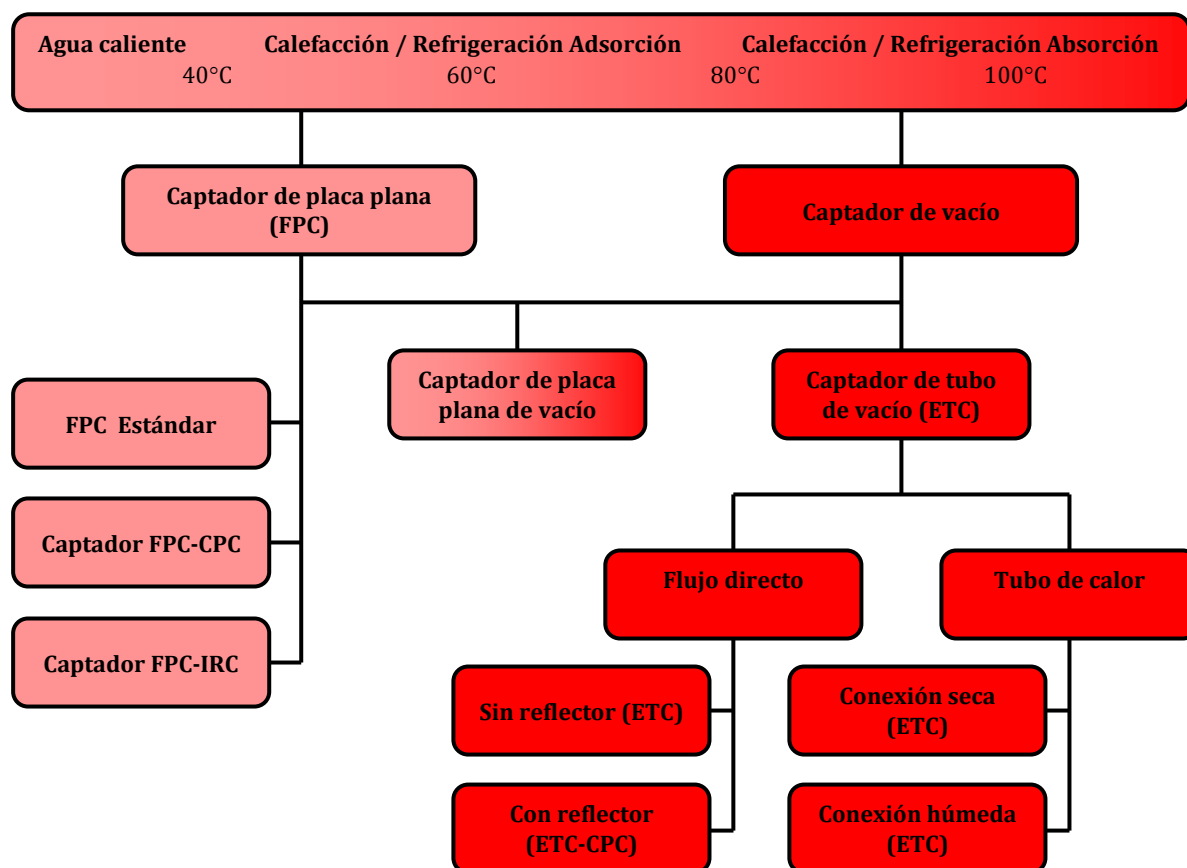 Agua caliente Calefacción / Refrigeración Adsorción Calefacción / Refrigeración Absorción
40°C 60°C 80°C 100°C
Captador de placa plana
(FPC)
Captador de vacío
Captador de placa
plana de vacío
Captador de tubo
de vacío (ETC)
FPC Estándar
Captador FPC-CPC
Captador FPC-IRC
Flujo directo
Tubo de calor
Sin reflector (ETC)
Conexión seca
(ETC)
Con reflector
(ETC-CPC)
Conexión húmeda
(ETC)